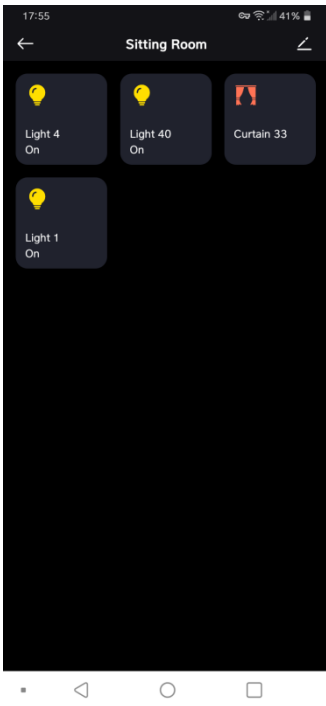 17:55
41%
Sitting Room
Light 4
On
Light 40
On
Curtain 33
Light 1
On